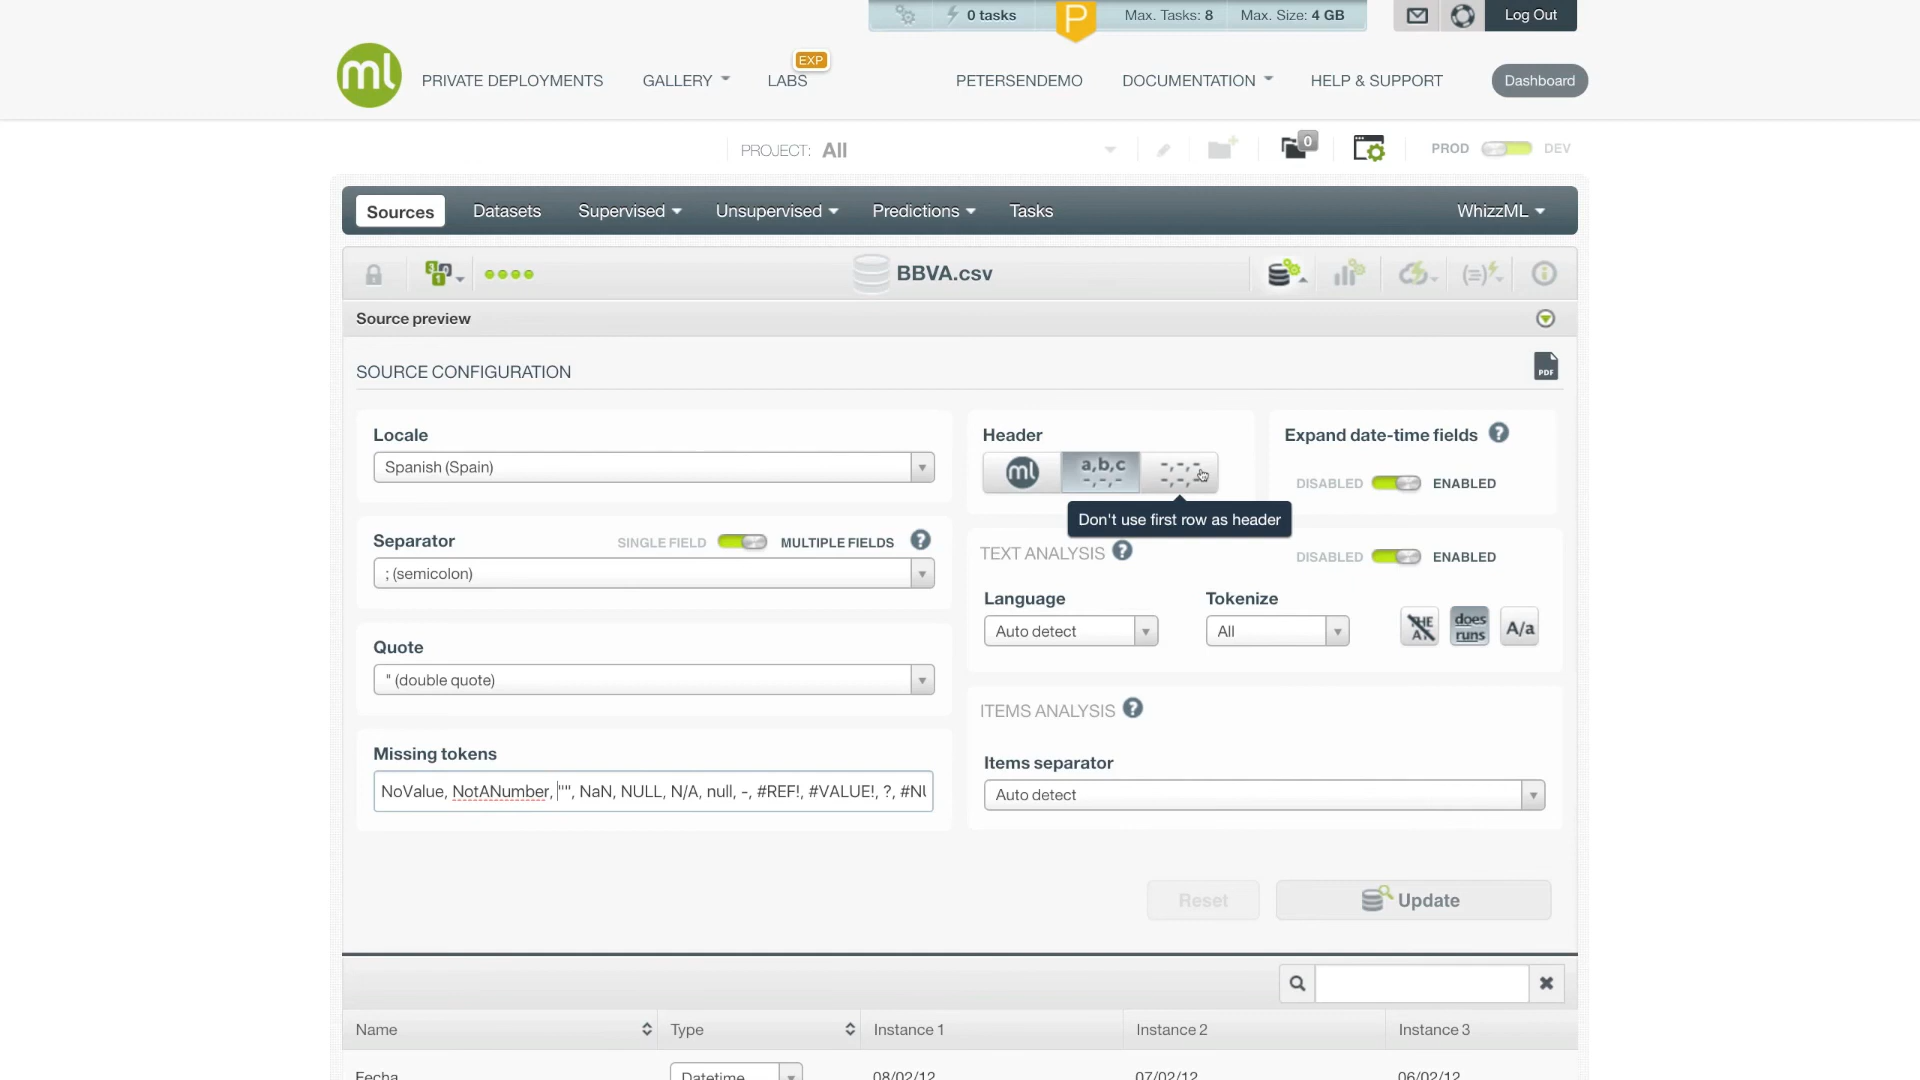 0 tasks
P
Max. Tasks: 8
Max. Size: 4 GB
Log Out
ml
PRIVATE DEPLOYMENTS
GALLERY
LABS
EXP
PETERSENDEMO
DOCUMENTATION
HELP & SUPPORT
Dashboard
PROJECT: All
0
PROD
DEV
Sources
Datasets
Supervised
Unsupervised
Predictions
Tasks
WhizzML
BBVA.csv
Source preview
SOURCE CONFIGURATION
PDF
Locale
Spanish (Spain)
Header
ml
a,b,c
-,-,-
-,-,-
-,-,-
Don't use first row as header
Expand date-time fields ?
DISABLED
ENABLED
Separator
SINGLE FIELD
MULTIPLE FIELDS ?
; (semicolon)
TEXT ANALYSIS ?
DISABLED
ENABLED
Language
Auto detect
Tokenize
All
does
runs
A/a
Quote
" (double quote)
ITEMS ANALYSIS ?
Items separator
Auto detect
Missing tokens
NoValue, NotANumber, "", NaN, NULL, N/A, null, -, #REF!, #VALUE!, ?, #NU
Reset
Update
Name
Type
Instance 1
Instance 2
Instance 3
Fecha
Datetime
08/02/12
07/02/12
06/02/12